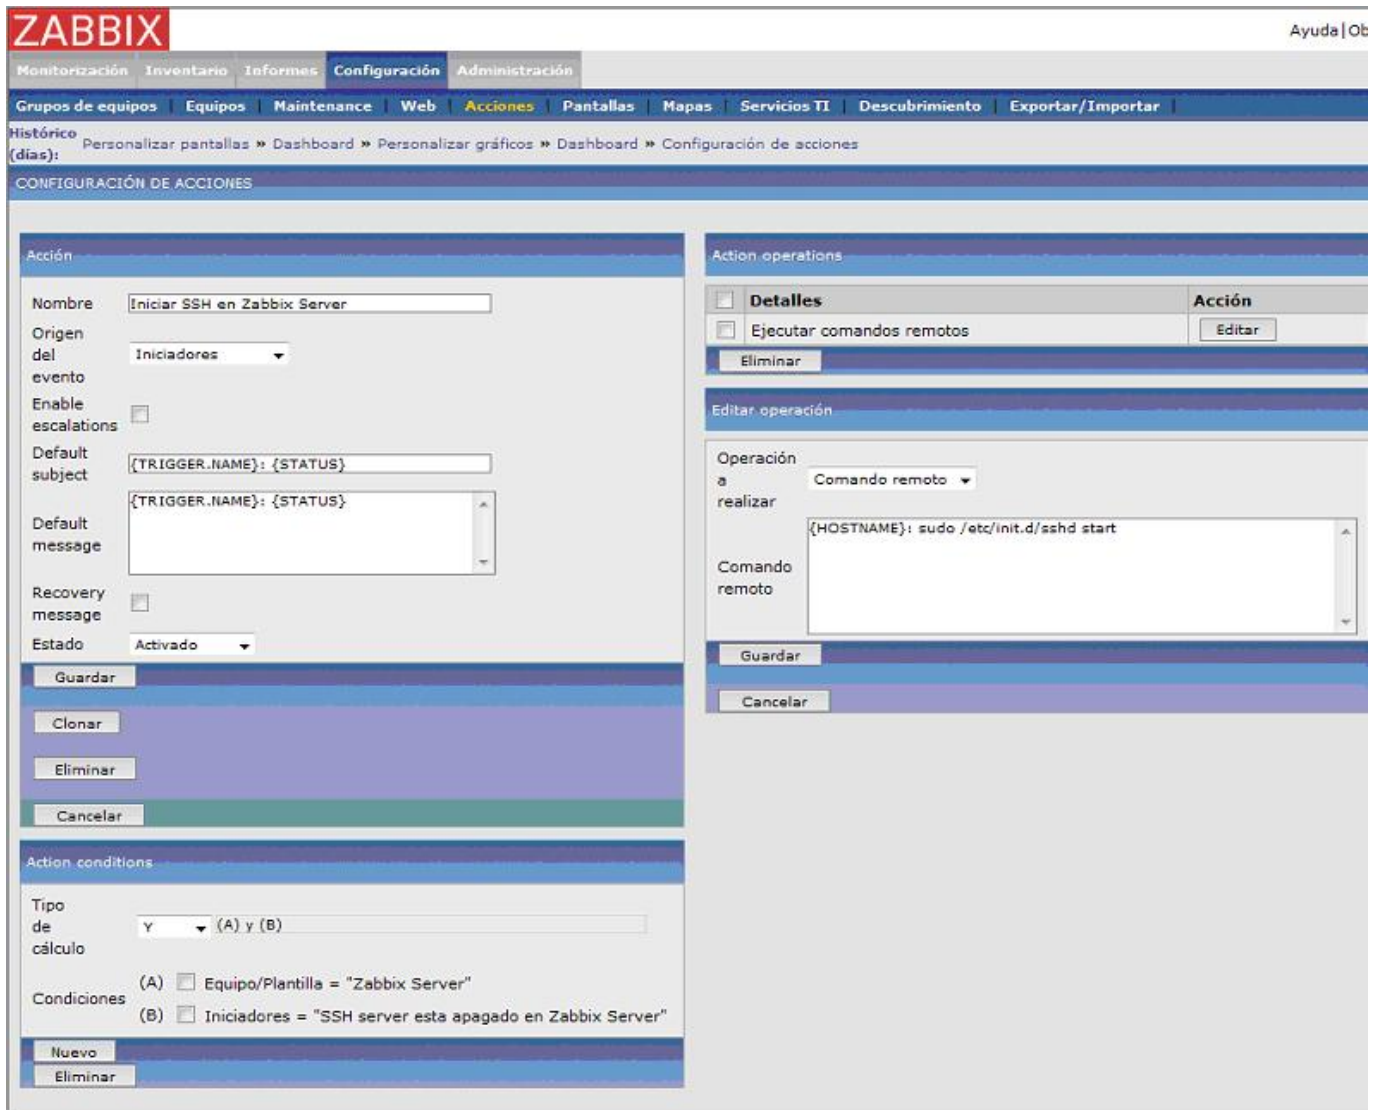 ZABBIX
Ayuda|Ob
Monitorización Inventario Informes Configuración Administración
Grupos de equipos | Equipos | Maintenance | Web | Acciones | Pantallas | Mapas | Servicios TI | Descubrimiento | Exportar/Importar |
Histórico (días): Personalizar pantallas » Dashboard » Personalizar gráficos » Dashboard » Configuración de acciones
CONFIGURACIÓN DE ACCIONES
Acción
Nombre Iniciar SSH en Zabbix Server
Origen del evento Iniciadores
Enable escalations
Default subject {TRIGGER.NAME}: {STATUS}
Default message {TRIGGER.NAME}: {STATUS}
Recovery message
Estado Activado
Guardar
Clonar
Eliminar
Cancelar
Action conditions
Tipo de cálculo Y (A) y (B)
Condiciones
(A) Equipo/Plantilla = "Zabbix Server"
(B) Iniciadores = "SSH server esta apagado en Zabbix Server"
Nuevo
Eliminar
Action operations
Detalles Acción
Ejecutar comandos remotos Editar
Eliminar
Editar operación
Operación a realizar Comando remoto
Comando remoto {HOSTNAME}: sudo /etc/init.d/sshd start
Guardar
Cancelar